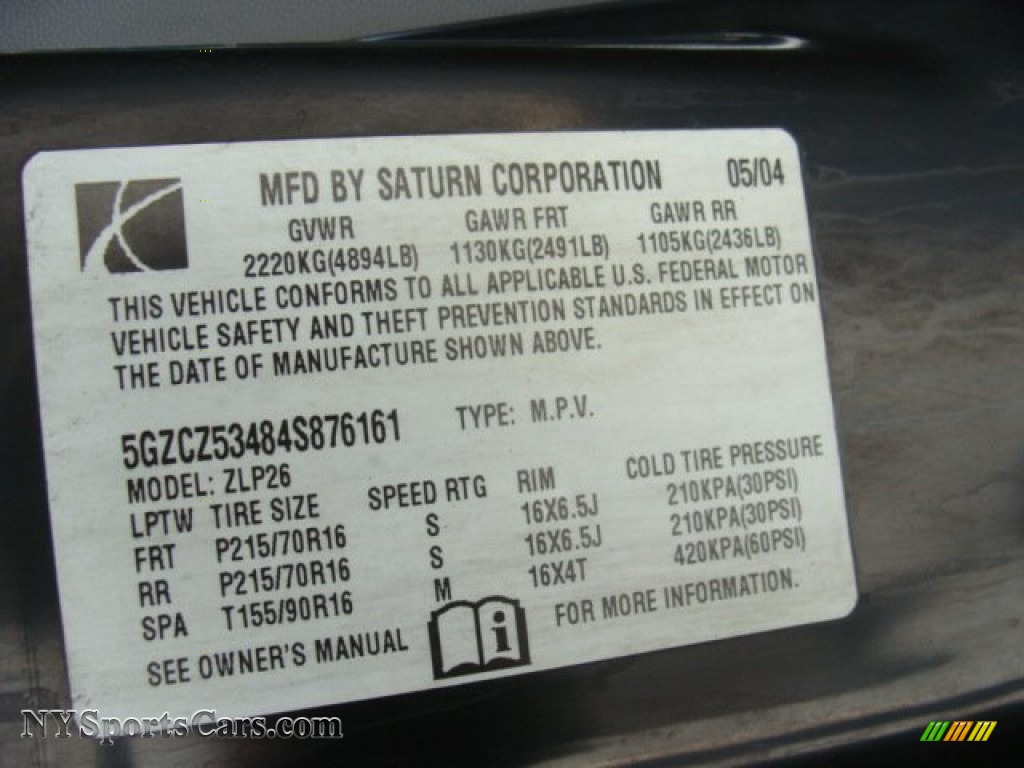 MFD BY SATURN CORPORATION 05/04
GVWR GAWR FRT GAWR RR
2220KG(4894LB) 1130KG(2491LB) 1105KG(2436LB)
THIS VEHICLE CONFORMS TO ALL APPLICABLE U.S. FEDERAL MOTOR
VEHICLE SAFETY AND THEFT PREVENTION STANDARDS IN EFFECT ON
THE DATE OF MANUFACTURE SHOWN ABOVE.
5GZCZ53484S876161 TYPE: M.P.V.
MODEL: ZLP26
LPTW TIRE SIZE SPEED RTG RIM COLD TIRE PRESSURE
FRT P215/70R16 S 16X6.5J 210KPA(30PSI)
RR P215/70R16 S 16X6.5J 210KPA(30PSI)
SPA T155/90R16 M 16X4T 420KPA(60PSI)
SEE OWNER'S MANUAL i FOR MORE INFORMATION.
NYSportsCars.com